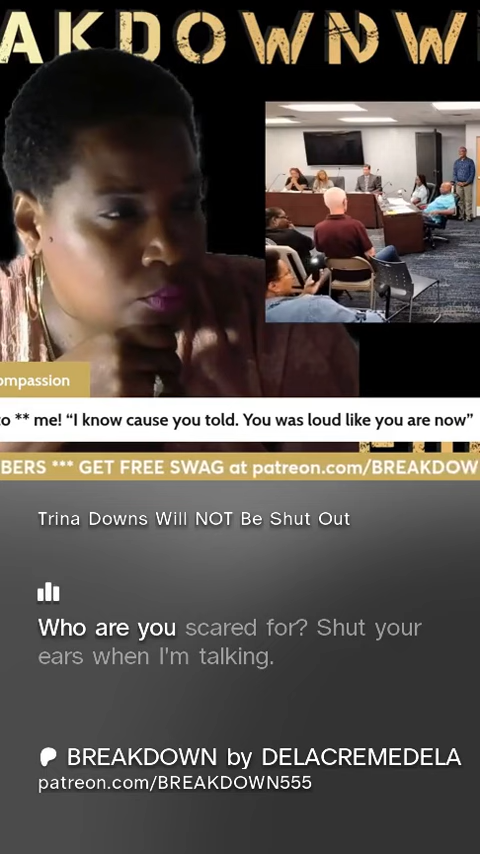 AKDOWNDW
ompassion
to ** me! “I know cause you told. You was loud like you are now”
BERS *** GET FREE SWAG at patreon.com/BREAKDOW
Trina Downs Will NOT Be Shut Out
Who are you scared for? Shut your
ears when I'm talking.
BREAKDOWN by DELACREMEDELA
patreon.com/BREAKDOWN555